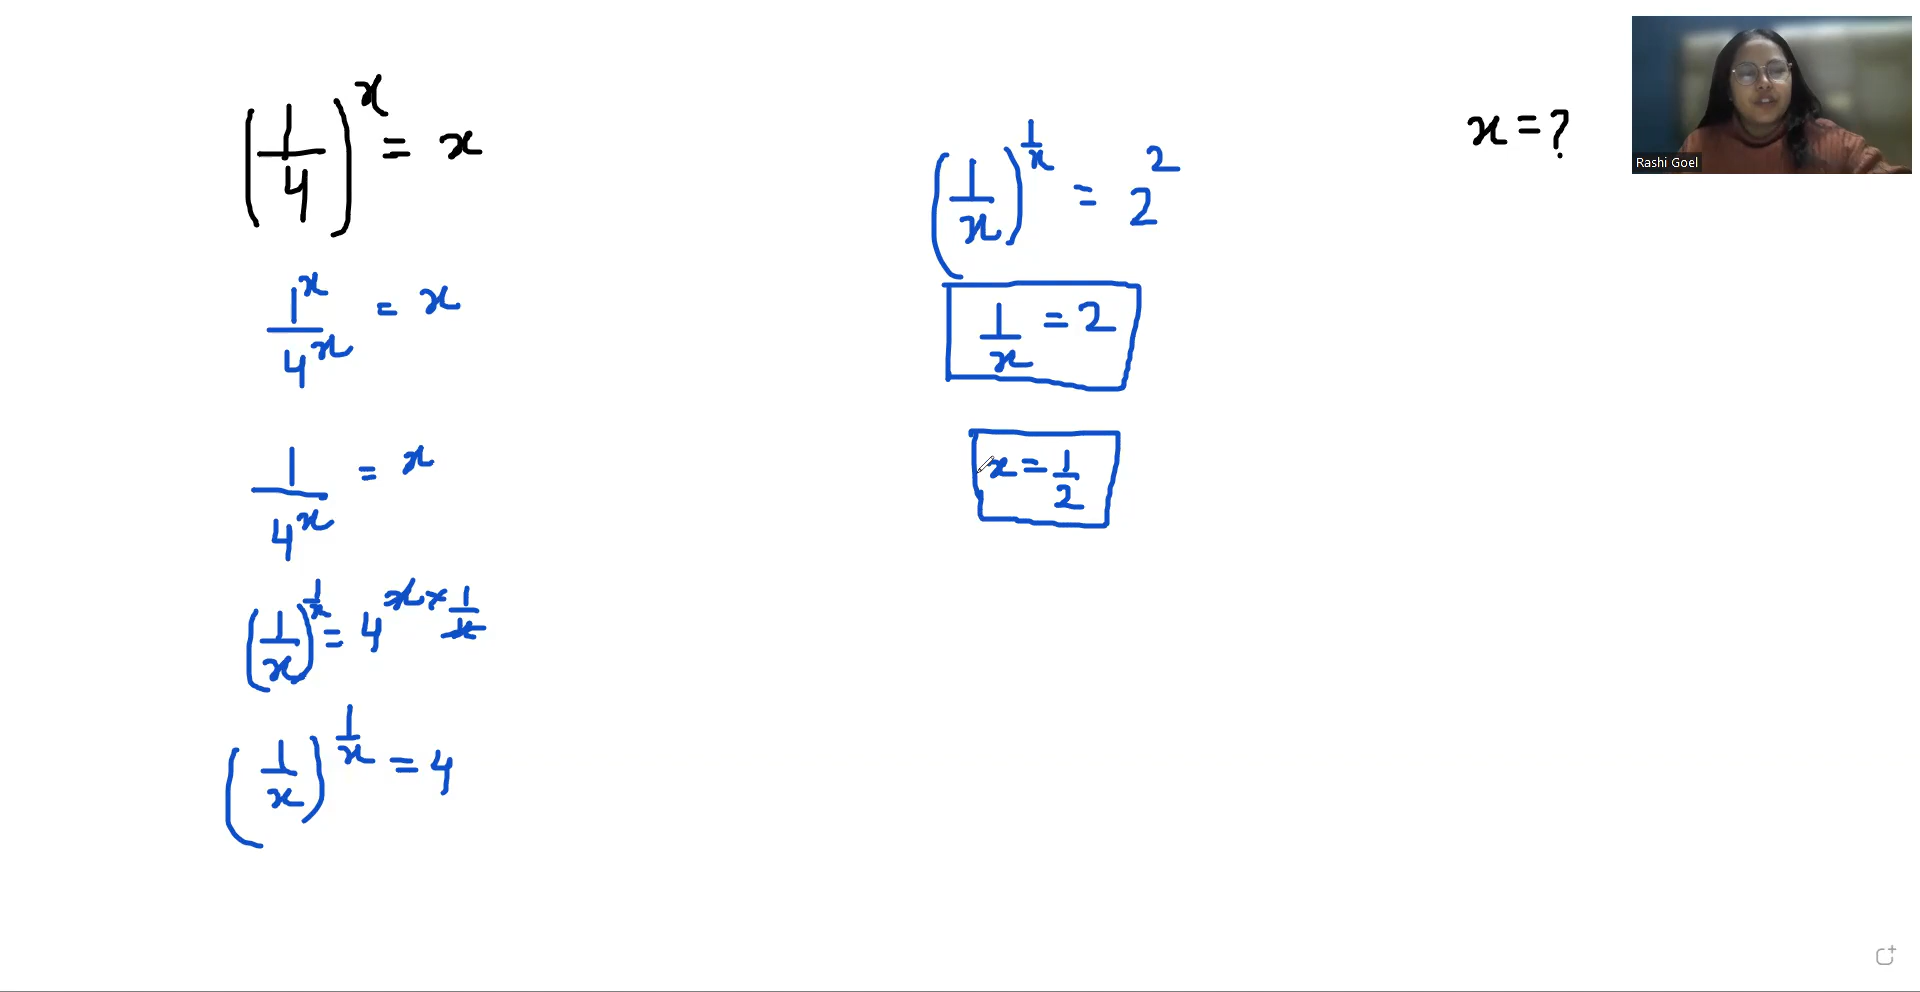 (1/4)^x = x
1^x/4^x = x
1/4^x = x
(1/x)^(1/x) = 4^(x × 1/x)
(1/x)^(1/x) = 4
(1/x)^(1/x) = 2^2
1/x = 2
x = 1/2
x = ?
Rashi Goel